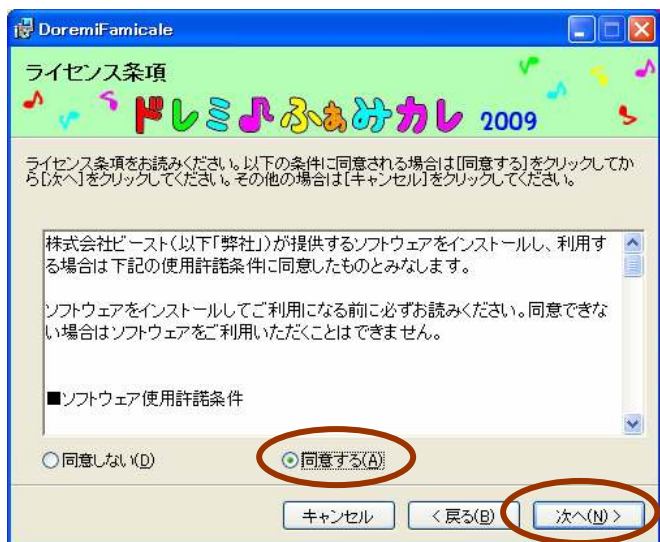 DoremiFamicale
ライセンス条項
ドレミ♪ふぁみカレ 2009
ライセンス条項をお読みください。以下の条件に同意される場合は[同意する]をクリックしてか
ら[次へ]をクリックしてください。その他の場合は[キャンセル]をクリックしてください。
株式会社ビースト(以下「弊社」)が提供するソフトウェアをインストールし、利用す
る場合は下記の使用許諾条件に同意したものとみなします。
ソフトウェアをインストールしてご利用になる前に必ずお読みください。同意できな
い場合はソフトウェアをご利用いただくことはできません。
■ソフトウェア使用許諾条件
同意しない(D) 同意する(A)
キャンセル < 戻る(B) 次へ(N) >